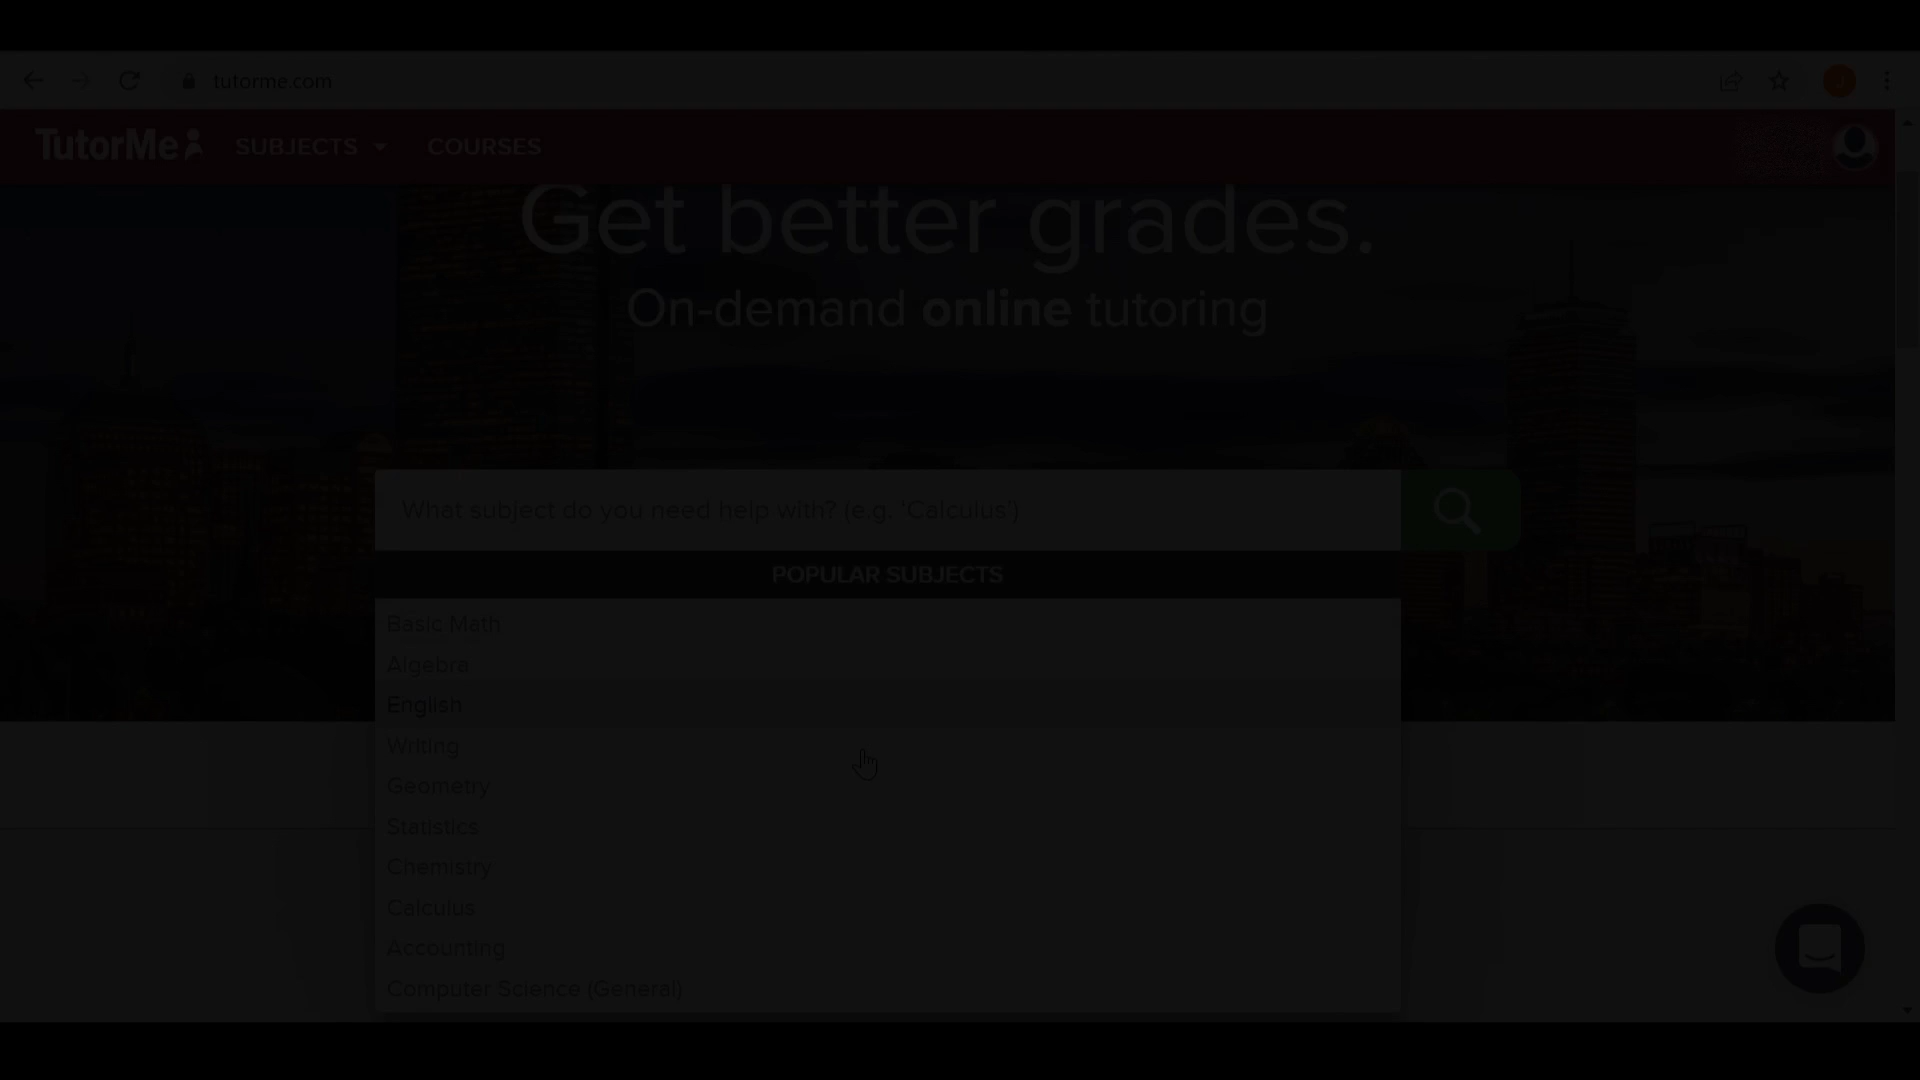 tutorme.com
TutorMe SUBJECTS COURSES
Get better grades.
On-demand online tutoring
What subject do you need help with? (e.g. 'Calculus')
POPULAR SUBJECTS
Basic Math
Algebra
English
Writing
Geometry
Statistics
Chemistry
Calculus
Accounting
Computer Science (General)